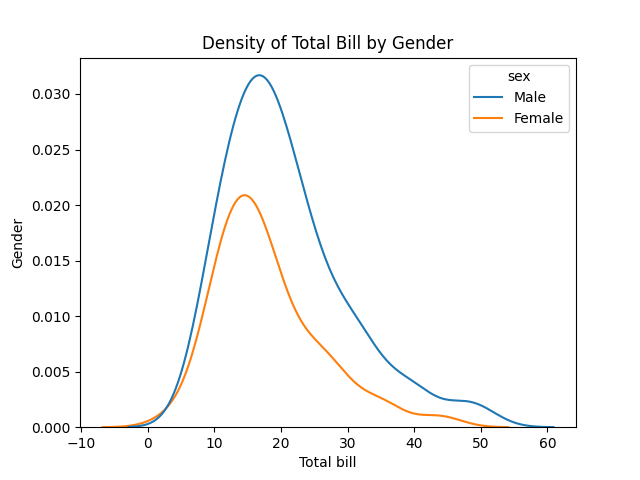 Density of Total Bill by Gender
sex
Male
Female
Gender
0.030
0.025
0.020
0.015
0.010
0.005
0.000
−10 0 10 20 30 40 50 60
Total bill